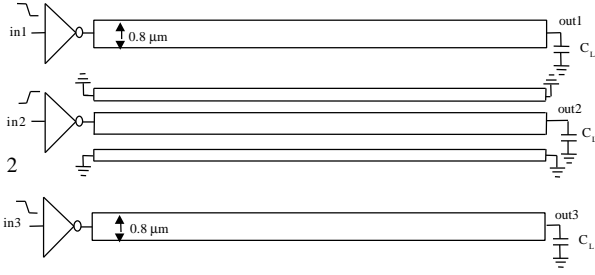 out1
in1
0.8 μm
C_L
out2
in2
C_L
2
out3
in3
0.8 μm
C_L